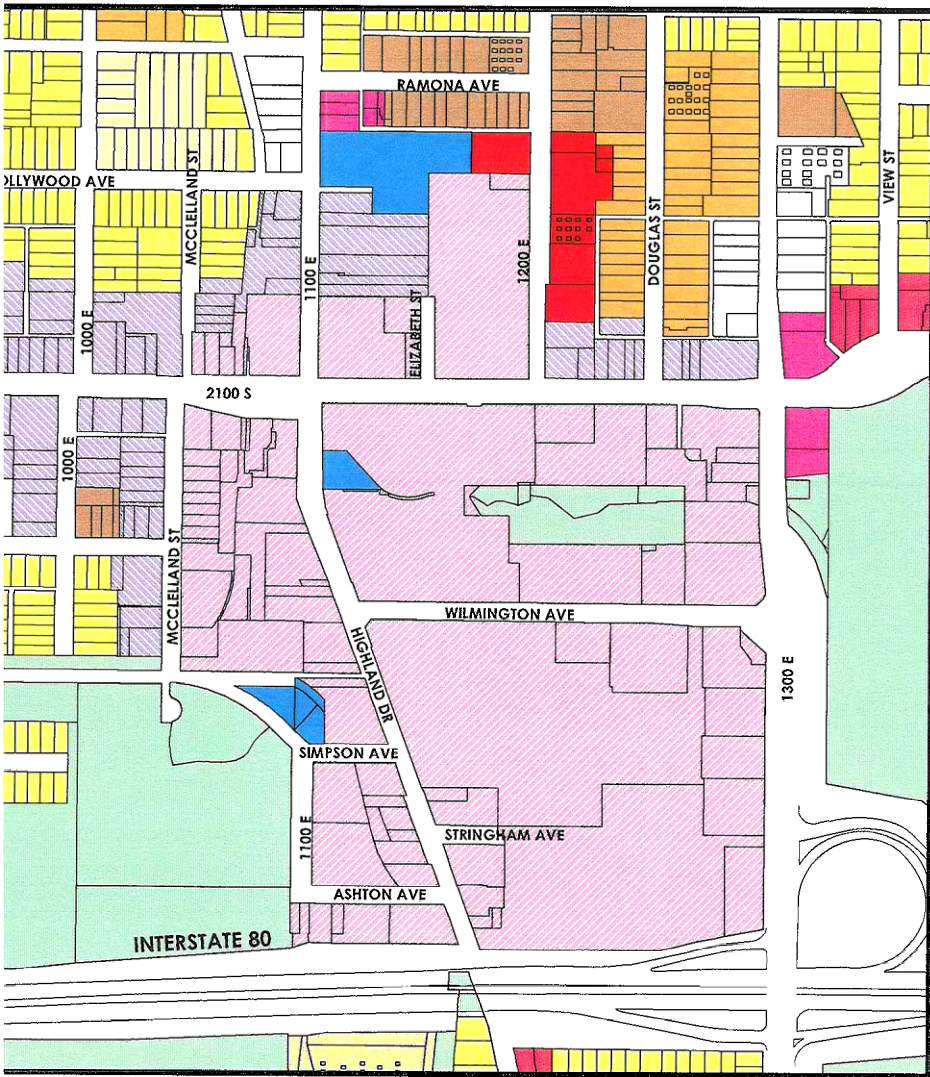 RAMONA AVE
OLLYWOOD AVE
MCCLELLAND ST
VIEW ST
DOUGLAS ST
1200 E
1100 E
ELIZABETH ST
1000 E
2100 S
1000 E
MCCLELLAND ST
WILMINGTON AVE
HIGHLAND DR
1300 E
SIMPSON AVE
1100 E
STRINGHAM AVE
ASHTON AVE
INTERSTATE 80